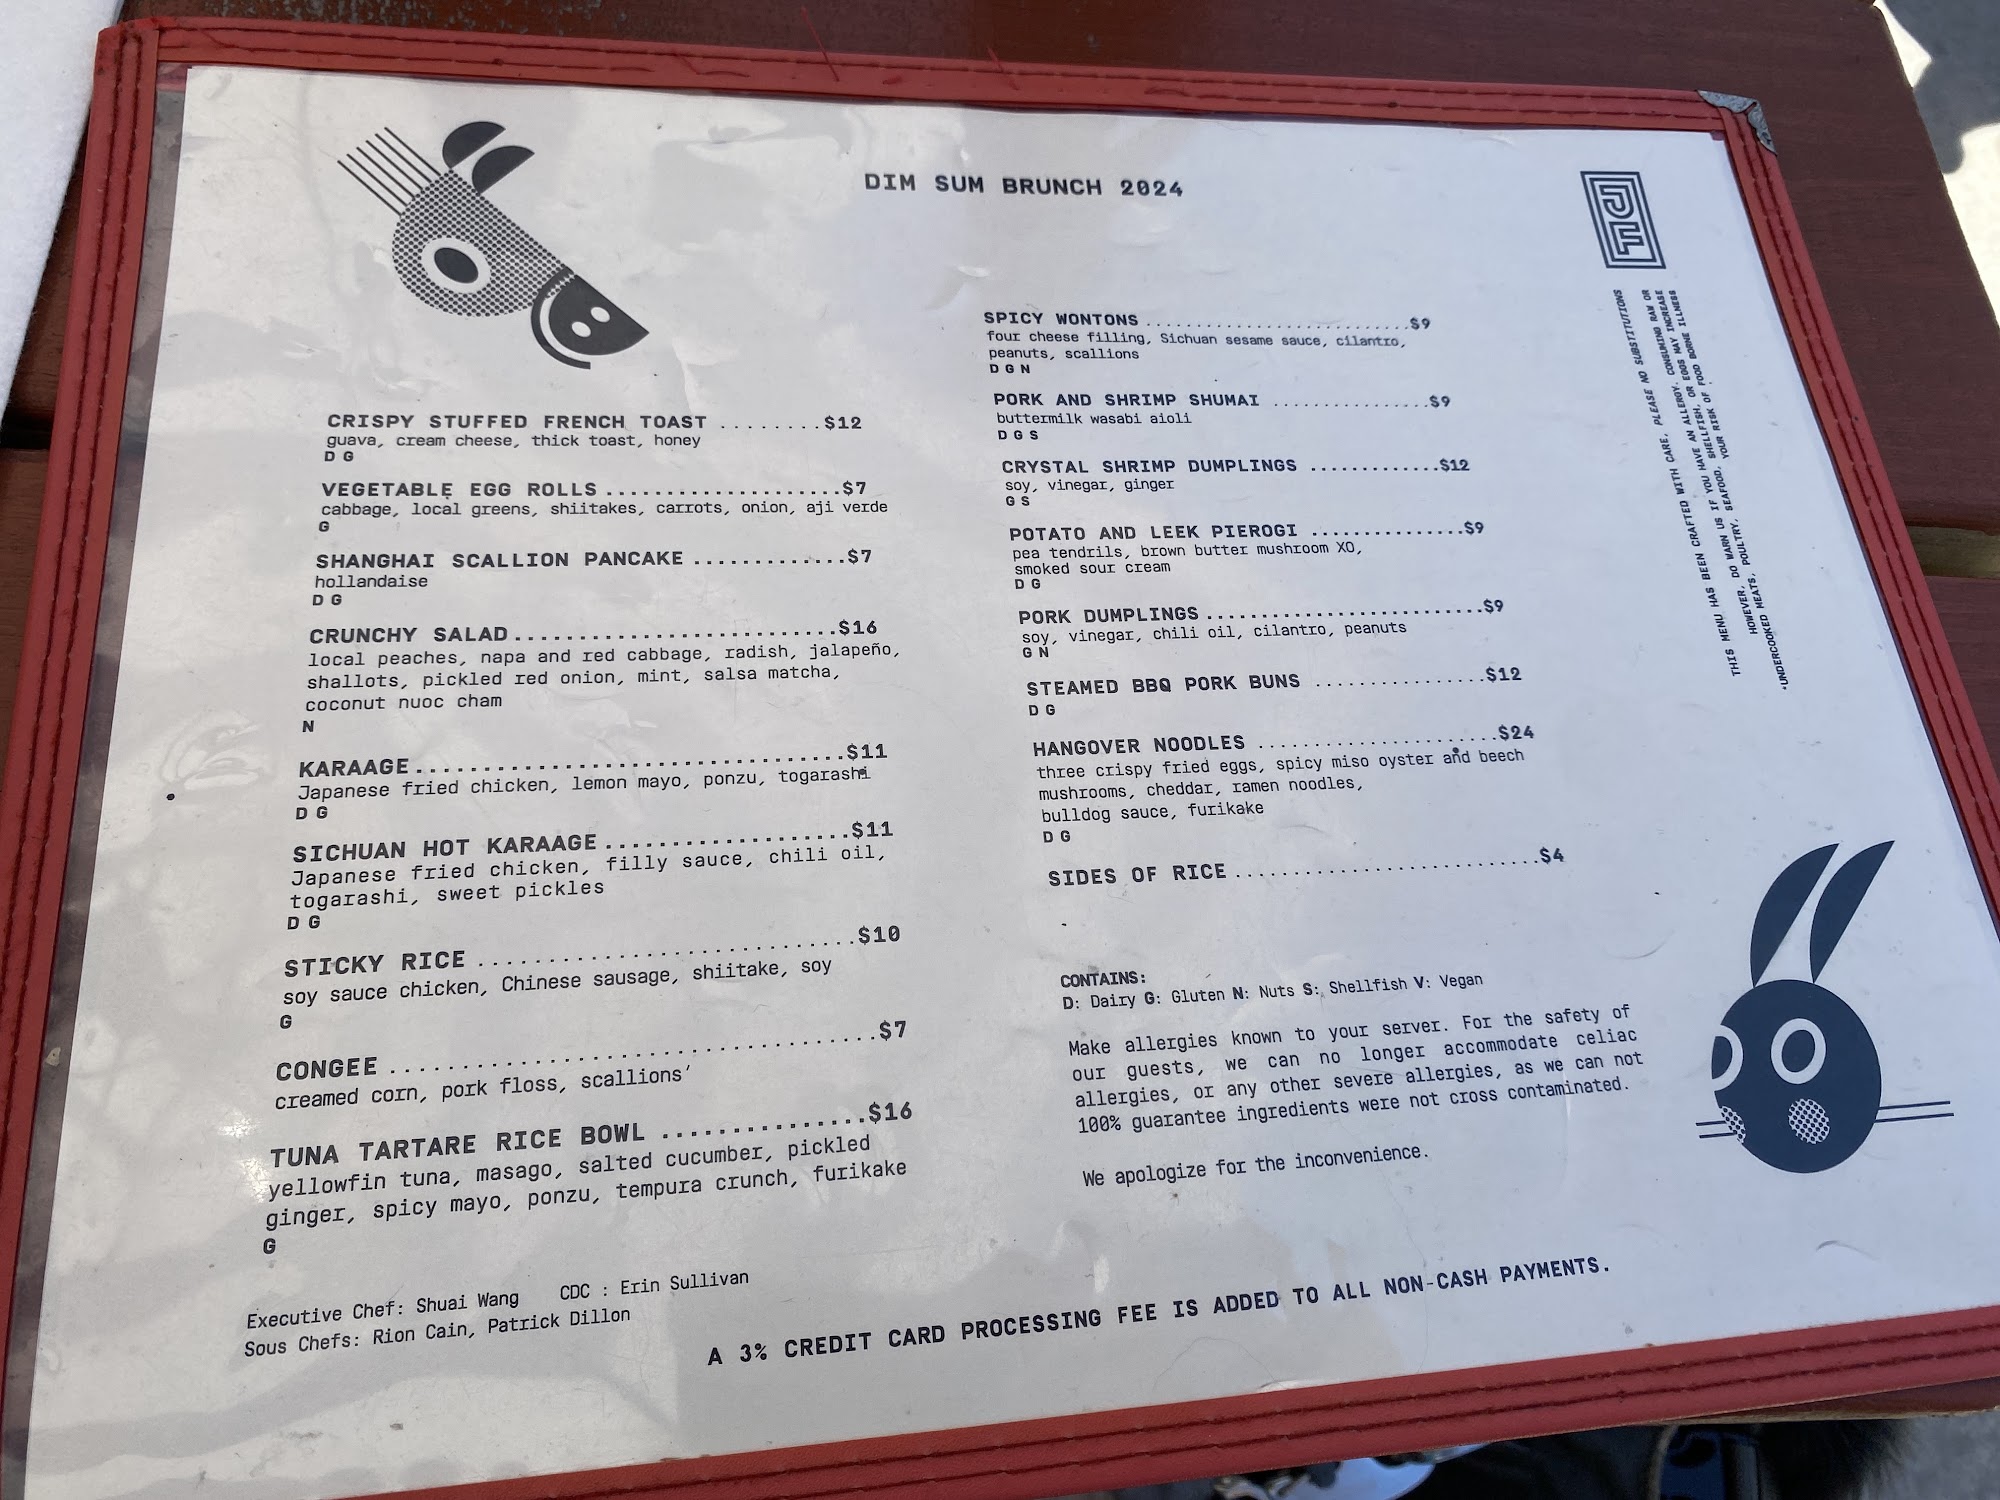 DIM SUM BRUNCH 2024
JF
CRISPY STUFFED FRENCH TOAST ........$12
guava, cream cheese, thick toast, honey
D G
VEGETABLE EGG ROLLS ....................$7
cabbage, local greens, shiitakes, carrots, onion, aji verde
G
SHANGHAI SCALLION PANCAKE .............$7
hollandaise
D G
CRUNCHY SALAD ...........................$16
local peaches, napa and red cabbage, radish, jalapeño,
shallots, pickled red onion, mint, salsa matcha,
coconut nuoc cham
N
KARAAGE ....................................$11
Japanese fried chicken, lemon mayo, ponzu, togarashi
D G
SICHUAN HOT KARAAGE ....................$11
Japanese fried chicken, filly sauce, chili oil,
togarashi, sweet pickles
D G
STICKY RICE ............................$10
soy sauce chicken, Chinese sausage, shiitake, soy
G
CONGEE ....................................$7
creamed corn, pork floss, scallions'
TUNA TARTARE RICE BOWL ...............$16
yellowfin tuna, masago, salted cucumber, pickled
ginger, spicy mayo, ponzu, tempura crunch, furikake
G
SPICY WONTONS ............................$9
four cheese filling, Sichuan sesame sauce, cilantro,
peanuts, scallions
D G N
PORK AND SHRIMP SHUMAI ................$9
buttermilk wasabi aioli
D G S
CRYSTAL SHRIMP DUMPLINGS .............$12
soy, vinegar, ginger
G S
POTATO AND LEEK PIEROGI ...............$9
pea tendrils, brown butter mushroom XO,
smoked sour cream
D G
PORK DUMPLINGS ...........................$9
soy, vinegar, chili oil, cilantro, peanuts
G N
STEAMED BBQ PORK BUNS ................$12
D G
HANGOVER NOODLES ......................$24
three crispy fried eggs, spicy miso oyster and beech
mushrooms, cheddar, ramen noodles,
bulldog sauce, furikake
D G
SIDES OF RICE ............................$4
CONTAINS:
D: Dairy G: Gluten N: Nuts S: Shellfish V: Vegan
Make allergies known to your server. For the safety of
our guests, we can no longer accommodate celiac
allergies, or any other severe allergies, as we can not
100% guarantee ingredients were not cross contaminated.
We apologize for the inconvenience.
THIS MENU HAS BEEN CRAFTED WITH CARE, PLEASE NO SUBSTITUTIONS
HOWEVER, DO WARN US IF YOU HAVE AN ALLERGY. CONSUMING RAW OR
*UNDERCOOKED MEATS, POULTRY, SEAFOOD, SHELLFISH, OR EGGS MAY INCREASE
YOUR RISK OF FOOD BORNE ILLNESS
Executive Chef: Shuai Wang CDC : Erin Sullivan
Sous Chefs: Rion Cain, Patrick Dillon
A 3% CREDIT CARD PROCESSING FEE IS ADDED TO ALL NON-CASH PAYMENTS.